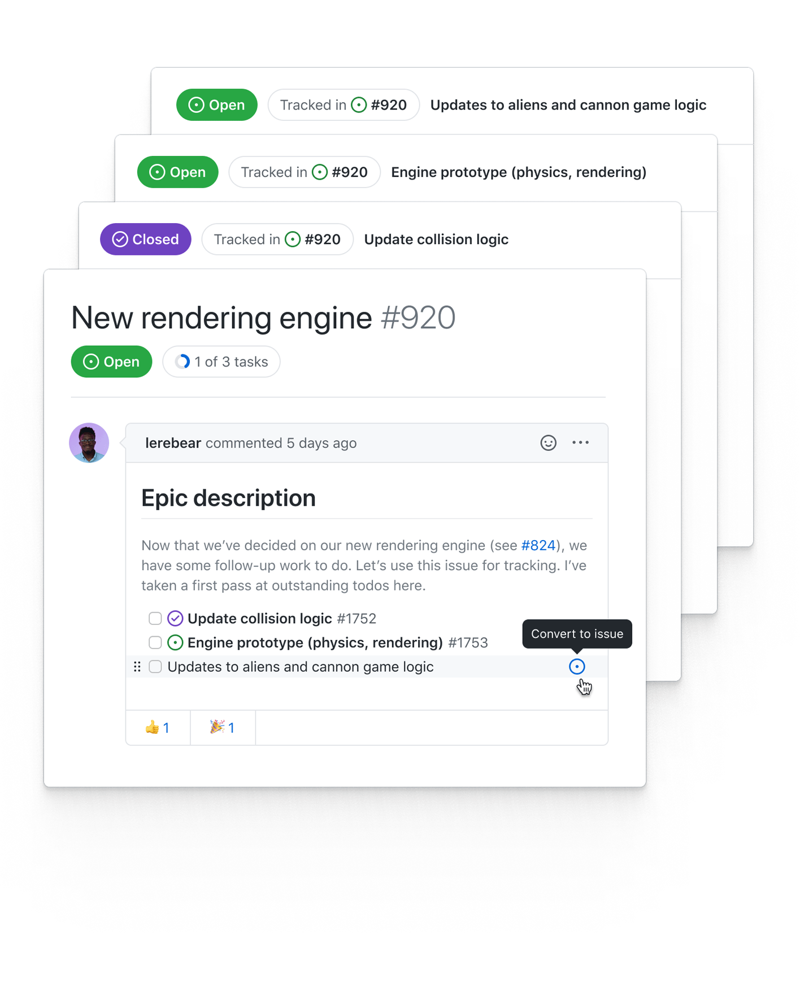 Open Tracked in #920 Updates to aliens and cannon game logic
Open Tracked in #920 Engine prototype (physics, rendering)
Closed Tracked in #920 Update collision logic
New rendering engine #920
Open 1 of 3 tasks
lerebear commented 5 days ago
Epic description
Now that we’ve decided on our new rendering engine (see #824), we
have some follow-up work to do. Let’s use this issue for tracking. I’ve
taken a first pass at outstanding todos here.
Update collision logic #1752
Convert to issue
Engine prototype (physics, rendering) #1753
Updates to aliens and cannon game logic
1 1